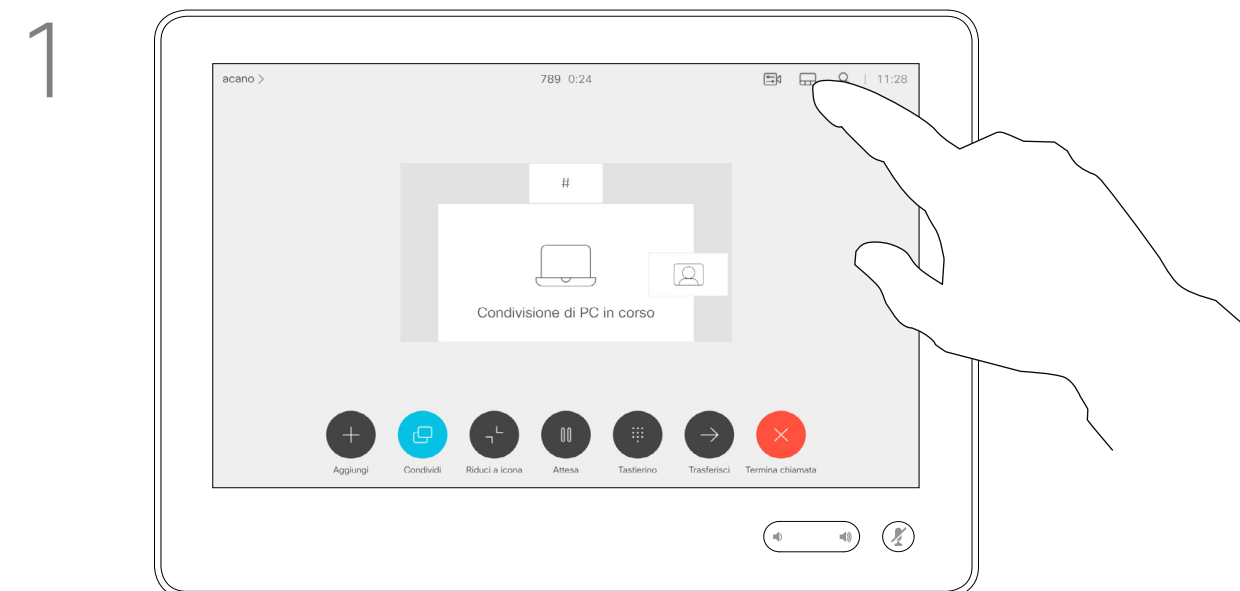 1
acano >
789 0:24
11:28
#
Condivisione di PC in corso
Aggiungi
Condividi
Riduci a icona
Attesa
Tastierino
Trasferisci
Termina chiamata